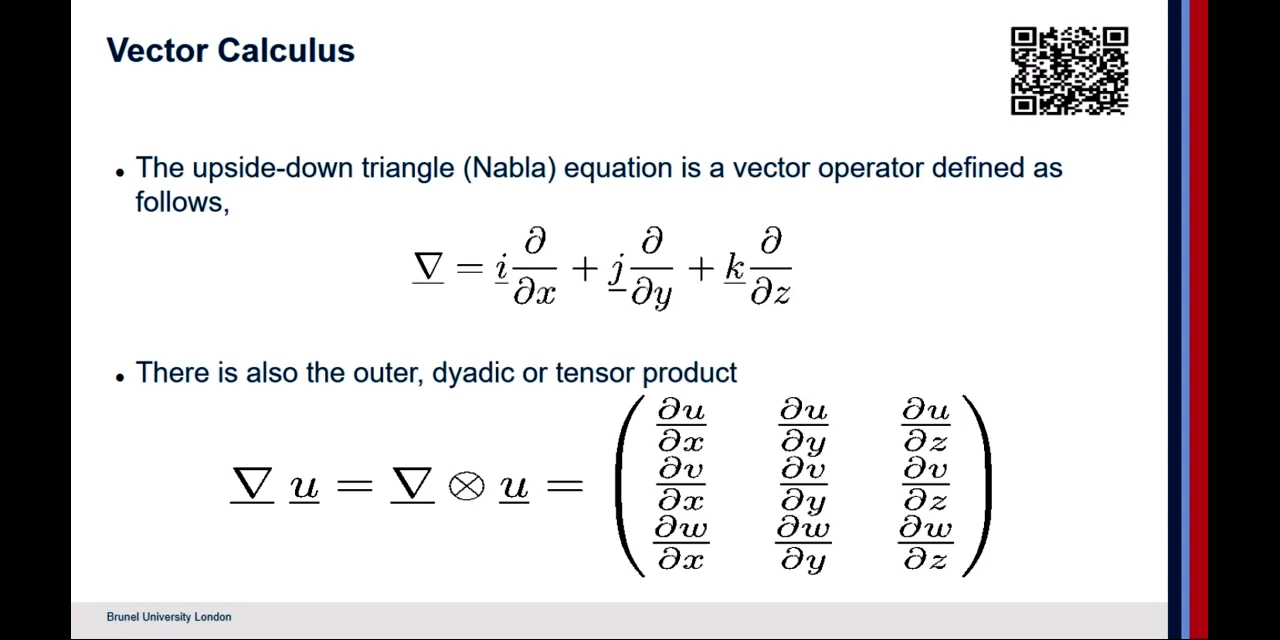 Vector Calculus
• The upside-down triangle (Nabla) equation is a vector operator defined as
follows,
∇ = i ∂/∂x + j ∂/∂y + k ∂/∂z
• There is also the outer, dyadic or tensor product
∇ u = ∇ ⊗ u = ( ∂u/∂x ∂u/∂y ∂u/∂z
∂v/∂x ∂v/∂y ∂v/∂z
∂w/∂x ∂w/∂y ∂w/∂z )
Brunel University London